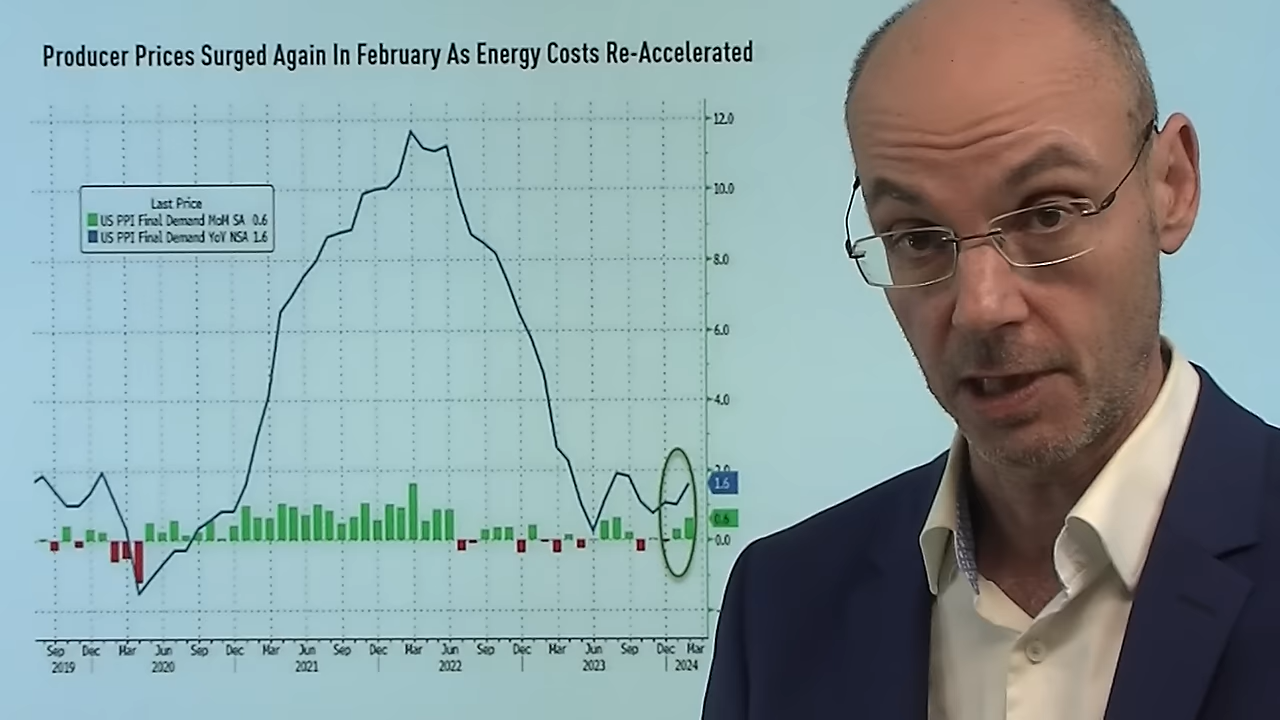 Producer Prices Surged Again In February As Energy Costs Re-Accelerated
12.0
10.0
8.0
6.0
4.0
2.0
0.0
Last Price
US PPI Final Demand MoM SA 0.6
US PPI Final Demand YoY NSA 1.6
1.6
0.6
Sep Dec Mar Jun Sep Dec Mar Jun Sep Dec Mar Jun Sep Dec Mar Jun Sep Dec Mar
2019 2020 2021 2022 2023 2024